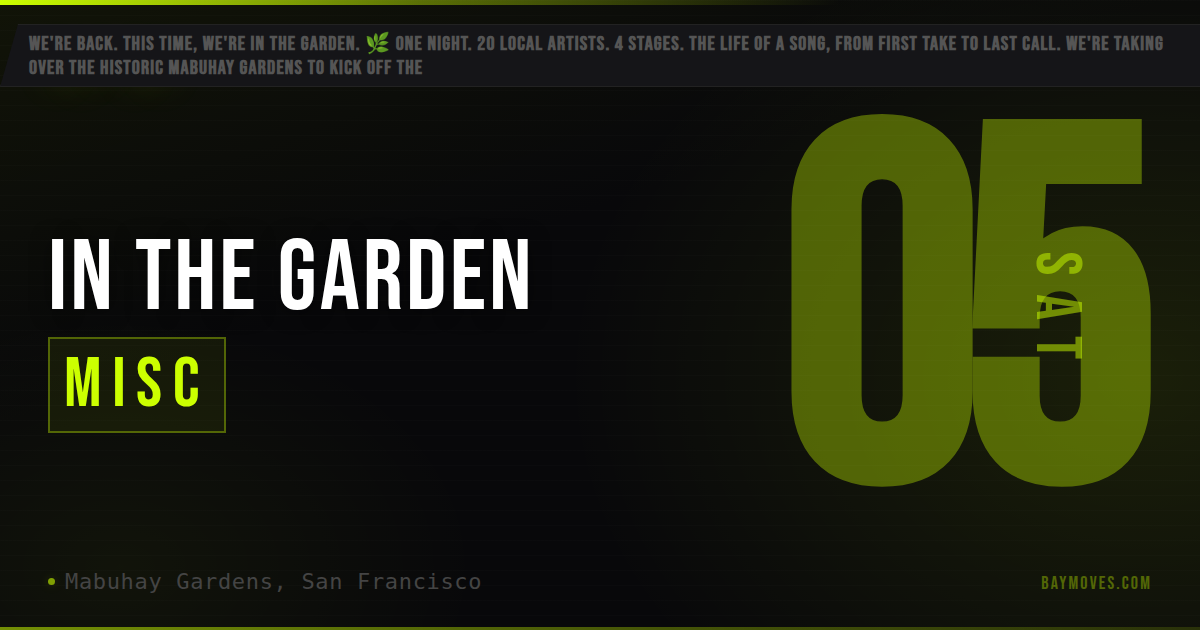 WE'RE BACK. THIS TIME, WE'RE IN THE GARDEN. 🌿 ONE NIGHT. 20 LOCAL ARTISTS. 4 STAGES. THE LIFE OF A SONG, FROM FIRST TAKE TO LAST CALL. WE'RE TAKING
OVER THE HISTORIC MABUHAY GARDENS TO KICK OFF THE
05
SAT
IN THE GARDEN
MISC
Mabuhay Gardens, San Francisco
BAYMOVES.COM